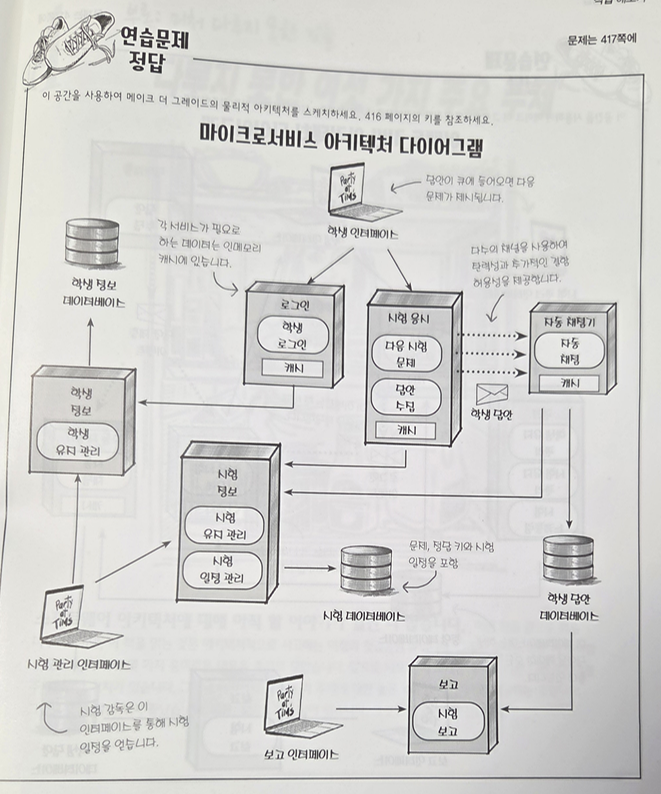 문제는 417쪽에
연습문제
정답
이 공간을 사용하여 메이크 더 그레이드의 물리적 아키텍처를 스케치하세요. 416 페이지의 키를 참조하세요.
마이크로서비스 아키텍처 다이어그램
Party
at
Tim's
답안이 큐에 들어오면 다음
문제가 제시됩니다.
학생 인터페이스
각 서비스가 필요로
하는 데이터는 인메모리
캐시에 있습니다.
다수의 채널을 사용하여
탄력성과 추가적인 결함
허용성을 제공합니다.
학생 정보
데이터베이스
로그인
학생
로그인
캐시
시험 응시
다음 시험
문제
답안
수집
캐시
자동 채점기
자동
채점
캐시
학생 답안
학생
정보
학생
유지 관리
시험
정보
시험
유지 관리
시험
일정 관리
문제, 정답 키와 시험
일정을 포함
시험 데이터베이스
학생 답안
데이터베이스
Party
at
Tim's
시험 관리 인터페이스
시험 감독은 이
인터페이스를 통해 시험
일정을 얻습니다.
Party
at
Tim's
보고 인터페이스
보고
시험
보고